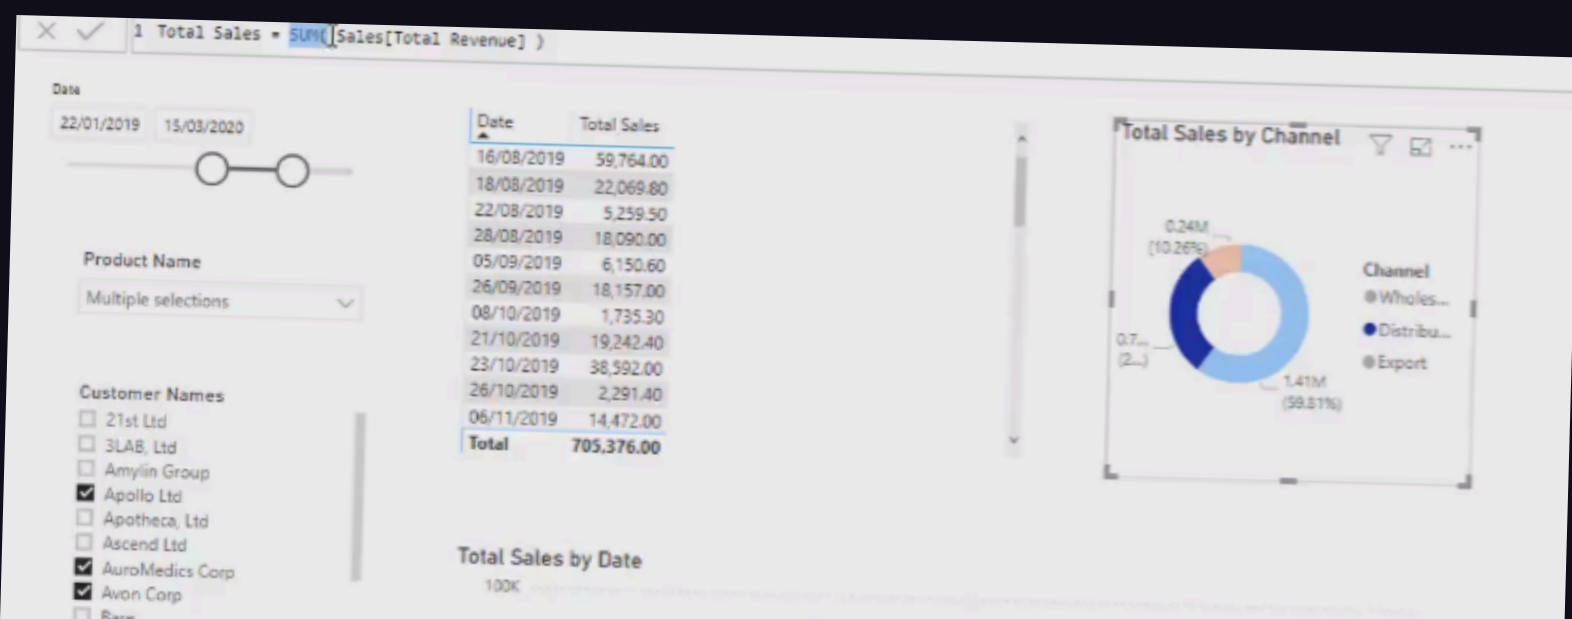 1 Total Sales = SUM( Sales[Total Revenue] )
Date
22/01/2019 15/03/2020
Product Name
Multiple selections
Customer Names
21st Ltd
3LAB, Ltd
Amylin Group
Apollo Ltd
Apotheca, Ltd
Ascend Ltd
AuroMedics Corp
Avon Corp
Date Total Sales
16/08/2019 59,764.00
18/08/2019 22,069.80
22/08/2019 5,259.50
28/08/2019 18,090.00
05/09/2019 6,150.60
26/09/2019 18,157.00
08/10/2019 1,735.30
21/10/2019 19,242.40
23/10/2019 38,592.00
26/10/2019 2,291.40
06/11/2019 14,472.00
Total 705,376.00
Total Sales by Date
100K
Total Sales by Channel
0.24M
(10.26%)
0.7...
(2...)
1.41M
(59.81%)
Channel
Wholes...
Distribu...
Export